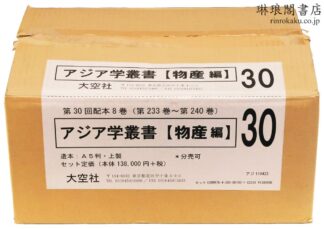 琳琅閣書店
rinrokaku.co.jp
アジア学叢書【物産 編】 30
第30回配本8巻（第233巻〜第240巻）
アジア学叢書【物産 編】 30
造本：A5判・上製 *分売可
セット定価（本体138,000円+税）
大空社